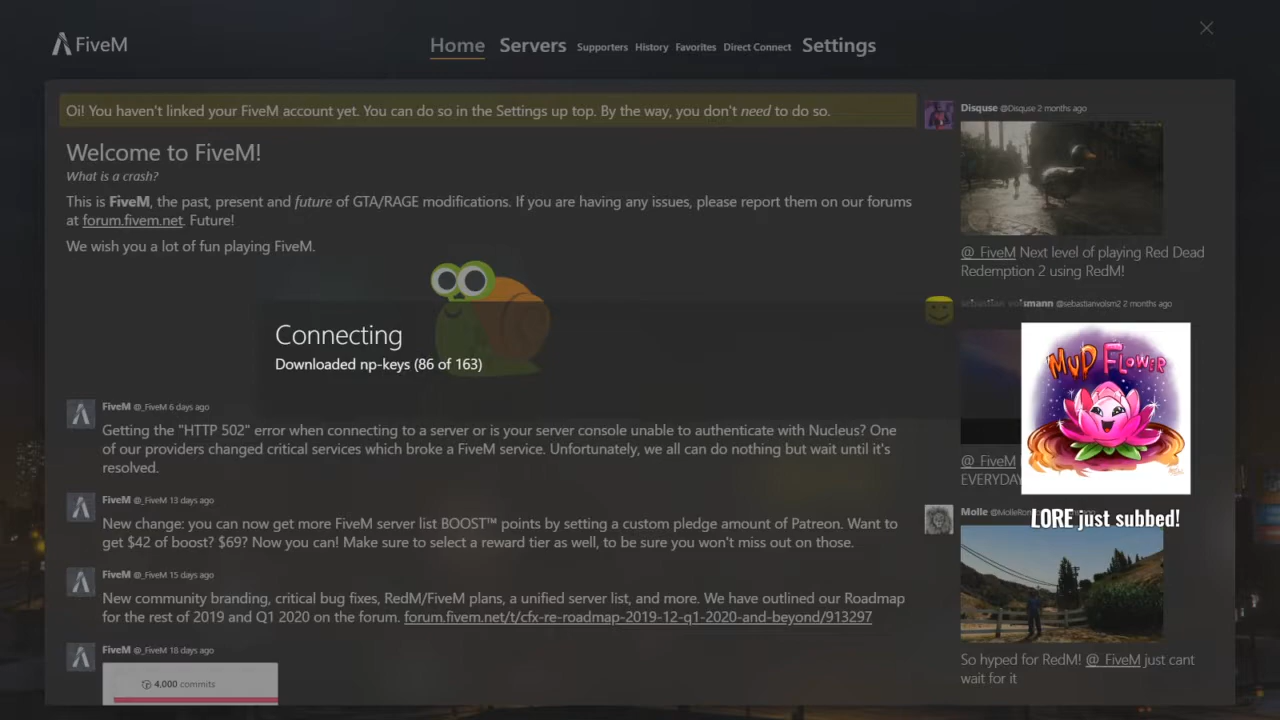 FiveM
Home Servers Supporters History Favorites Direct Connect Settings
Oi! You haven't linked your FiveM account yet. You can do so in the Settings up top. By the way, you don't need to do so.
Welcome to FiveM!
What is a crash?
This is FiveM, the past, present and future of GTA/RAGE modifications. If you are having any issues, please report them on our forums
at forum.fivem.net. Future!
We wish you a lot of fun playing FiveM.
Connecting
Downloaded np-keys (86 of 163)
FiveM @_FiveM 6 days ago
Getting the "HTTP 502" error when connecting to a server or is your server console unable to authenticate with Nucleus? One
of our providers changed critical services which broke a FiveM service. Unfortunately, we all can do nothing but wait until it's
resolved.
FiveM @_FiveM 13 days ago
New change: you can now get more FiveM server list BOOST™ points by setting a custom pledge amount of Patreon. Want to
get $42 of boost? $69? Now you can! Make sure to select a reward tier as well, to be sure you won't miss out on those.
FiveM @_FiveM 15 days ago
New community branding, critical bug fixes, RedM/FiveM plans, a unified server list, and more. We have outlined our Roadmap
for the rest of 2019 and Q1 2020 on the forum. forum.fivem.net/t/cfx-re-roadmap-2019-12-q1-2020-and-beyond/913297
FiveM @_FiveM 18 days ago
4,000 commits
Disquse @Disquse 2 months ago
@_FiveM Next level of playing Red Dead
Redemption 2 using RedM!
sebastian volsmann @sebastianvolsm2 2 months ago
MUD FLOWER
@_FiveM
EVERYDAY
LORE just subbed!
Molle
So hyped for RedM! @_FiveM just cant
wait for it